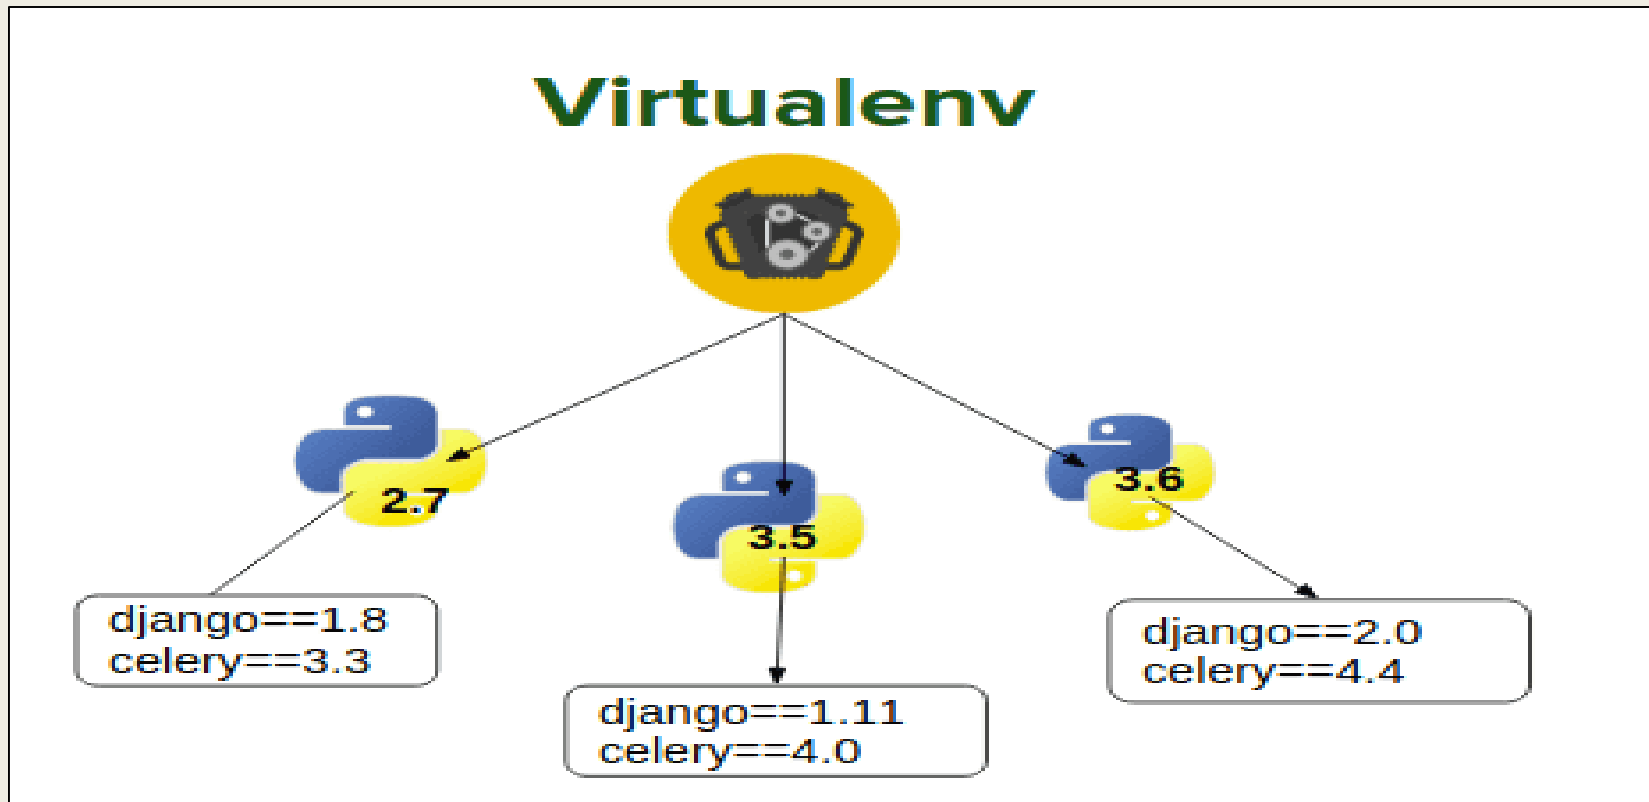 Virtualenv
2.7
3.5
3.6
django==1.8
celery==3.3
django==1.11
celery==4.0
django==2.0
celery==4.4